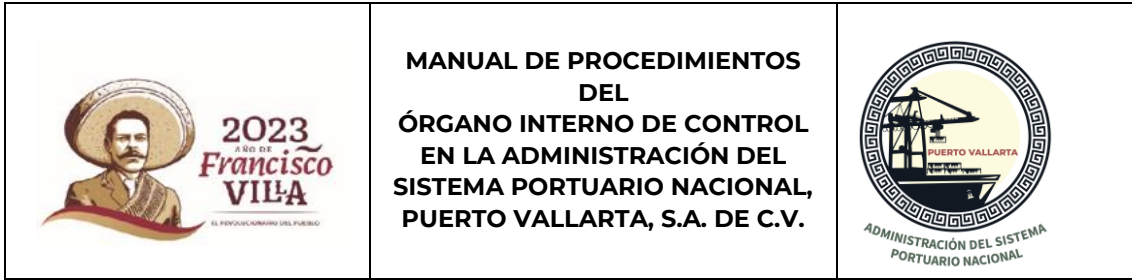 2023
AÑO DE
Francisco
VILLA
EL REVOLUCIONARIO DEL PUEBLO
MANUAL DE PROCEDIMIENTOS
DEL
ÓRGANO INTERNO DE CONTROL
EN LA ADMINISTRACIÓN DEL
SISTEMA PORTUARIO NACIONAL,
PUERTO VALLARTA, S.A. DE C.V.
PUERTO VALLARTA
ADMINISTRACIÓN DEL SISTEMA
PORTUARIO NACIONAL